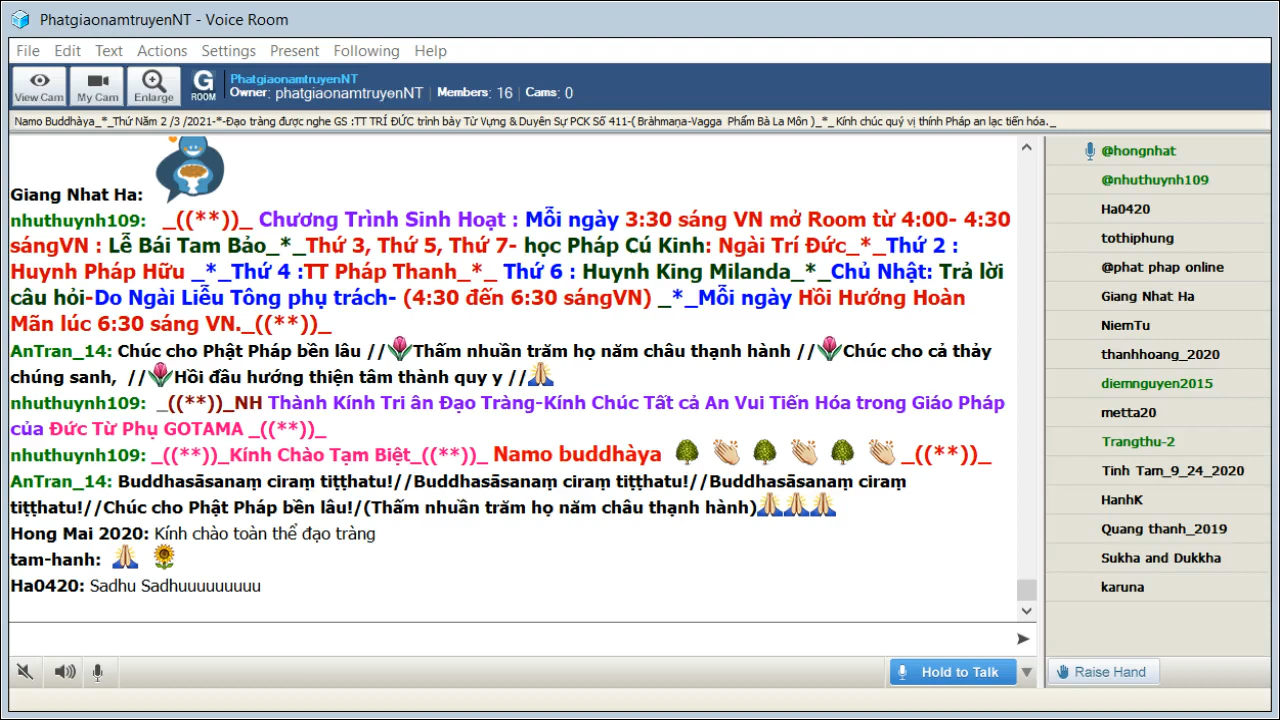 PhatgiaonamtruyenNT - Voice Room
File Edit Text Actions Settings Present Following Help
View Cam My Cam Enlarge G ROOM
PhatgiaonamtruyenNT
Owner: phatgiaonamtruyenNT | Members: 16 | Cams: 0
Namo Buddhàya_*_Thứ Năm 2 /3 /2021-*-Đạo tràng được nghe GS :TT TRÍ ĐỨC trình bày Từ Vựng & Duyên Sự PCK Số 411-( Bràhmaṇa-Vagga Phẩm Bà La Môn )_*_ Kính chúc quý vị thính Pháp an lạc tiến hóa._
Giang Nhat Ha:
nhuthuynh109: _((**))_ Chương Trình Sinh Hoạt : Mỗi ngày 3:30 sáng VN mở Room từ 4:00- 4:30
sángVN : Lễ Bái Tam Bảo_*_Thứ 3, Thứ 5, Thứ 7- học Pháp Cú Kinh: Ngài Trí Đức_*_Thứ 2 :
Huynh Pháp Hữu _*_Thứ 4 :TT Pháp Thanh_*_ Thứ 6 : Huynh King Milanda_*_Chủ Nhật: Trả lời
câu hỏi-Do Ngài Liễu Tông phụ trách- (4:30 đến 6:30 sángVN) _*_Mỗi ngày Hồi Hướng Hoàn
Mãn lúc 6:30 sáng VN._((**))_
AnTran_14: Chúc cho Phật Pháp bền lâu //🌷Thấm nhuần trăm họ năm châu thạnh hành //🌷Chúc cho cả thảy
chúng sanh, //🌷Hồi đầu hướng thiện tâm thành quy y //🙏
nhuthuynh109: _((**))_NH Thành Kính Tri ân Đạo Tràng-Kính Chúc Tất cả An Vui Tiến Hóa trong Giáo Pháp
của Đức Từ Phụ GOTAMA _((**))_
nhuthuynh109: _((**))_Kính Chào Tạm Biệt_((**))_ Namo buddhàya 🌳 👏 🌳 👏 🌳 👏 _((**))_
AnTran_14: Buddhasāsanaṃ ciraṃ tiṭṭhatu!//Buddhasāsanaṃ ciraṃ tiṭṭhatu!//Buddhasāsanaṃ ciraṃ
tiṭṭhatu!//Chúc cho Phật Pháp bền lâu!/(Thấm nhuần trăm họ năm châu thạnh hành)🙏🙏🙏
Hong Mai 2020: Kính chào toàn thể đạo tràng
tam-hanh: 🙏 🌻
Ha0420: Sadhu Sadhuuuuuuuuu
Hold to Talk
@hongnhat
@nhuthuynh109
Ha0420
tothiphung
@phat phap online
Giang Nhat Ha
NiemTu
thanhhoang_2020
diemnguyen2015
metta20
Trangthu-2
Tinh Tam_9_24_2020
HanhK
Quang thanh_2019
Sukha and Dukkha
karuna
Raise Hand